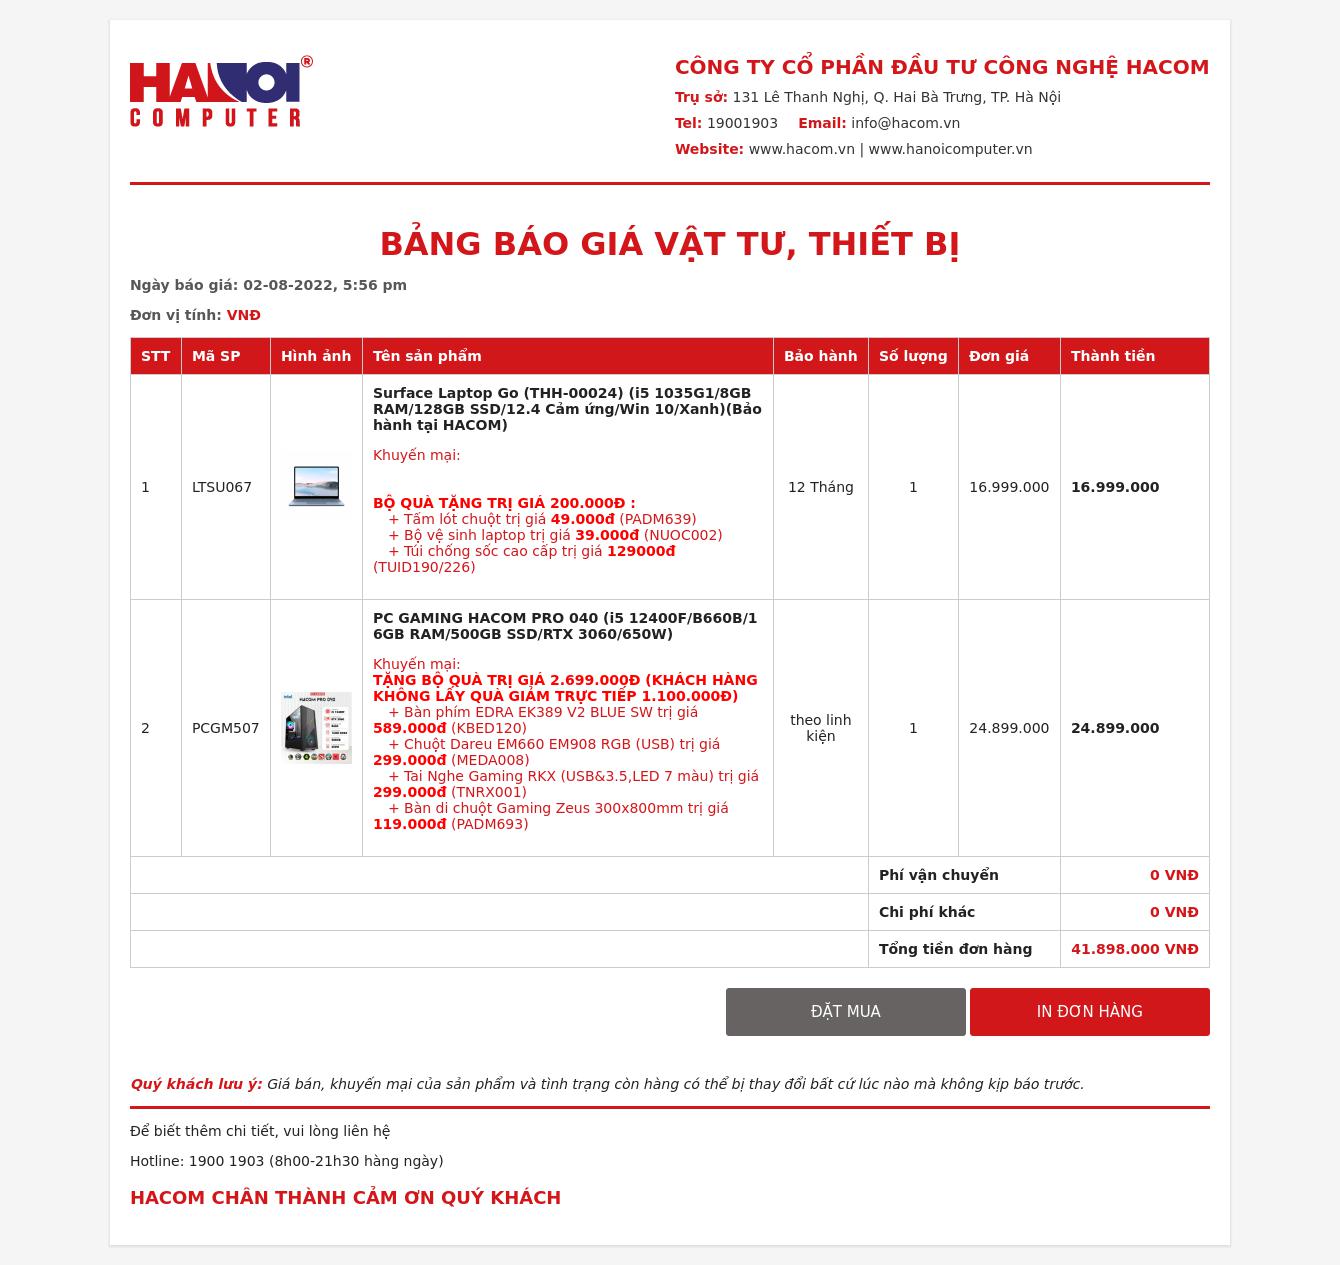 HANOI®
COMPUTER
CÔNG TY CỔ PHẦN ĐẦU TƯ CÔNG NGHỆ HACOM
Trụ sở: 131 Lê Thanh Nghị, Q. Hai Bà Trưng, TP. Hà Nội
Tel: 19001903 Email: info@hacom.vn
Website: www.hacom.vn | www.hanoicomputer.vn
BẢNG BÁO GIÁ VẬT TƯ, THIẾT BỊ
Ngày báo giá: 02-08-2022, 5:56 pm
Đơn vị tính: VNĐ
STT Mã SP Hình ảnh Tên sản phẩm Bảo hành Số lượng Đơn giá Thành tiền
Surface Laptop Go (THH-00024) (i5 1035G1/8GB
RAM/128GB SSD/12.4 Cảm ứng/Win 10/Xanh)(Bảo
hành tại HACOM)
Khuyến mại:
1 LTSU067 12 Tháng 1 16.999.000 16.999.000
BỘ QUÀ TẶNG TRỊ GIÁ 200.000Đ :
+ Tấm lót chuột trị giá 49.000đ (PADM639)
+ Bộ vệ sinh laptop trị giá 39.000đ (NUOC002)
+ Túi chống sốc cao cấp trị giá 129000đ
(TUID190/226)
PC GAMING HACOM PRO 040 (i5 12400F/B660B/1
6GB RAM/500GB SSD/RTX 3060/650W)
Khuyến mại:
TẶNG BỘ QUÀ TRỊ GIÁ 2.699.000Đ (KHÁCH HÀNG
KHÔNG LẤY QUÀ GIẢM TRỰC TIẾP 1.100.000Đ)
+ Bàn phím EDRA EK389 V2 BLUE SW trị giá
589.000đ (KBED120)
2 PCGM507 theo linh kiện 1 24.899.000 24.899.000
+ Chuột Dareu EM660 EM908 RGB (USB) trị giá
299.000đ (MEDA008)
+ Tai Nghe Gaming RKX (USB&3.5,LED 7 màu) trị giá
299.000đ (TNRX001)
+ Bàn di chuột Gaming Zeus 300x800mm trị giá
119.000đ (PADM693)
Phí vận chuyển 0 VNĐ
Chi phí khác 0 VNĐ
Tổng tiền đơn hàng 41.898.000 VNĐ
ĐẶT MUA IN ĐƠN HÀNG
Quý khách lưu ý: Giá bán, khuyến mại của sản phẩm và tình trạng còn hàng có thể bị thay đổi bất cứ lúc nào mà không kịp báo trước.
Để biết thêm chi tiết, vui lòng liên hệ
Hotline: 1900 1903 (8h00-21h30 hàng ngày)
HACOM CHÂN THÀNH CẢM ƠN QUÝ KHÁCH